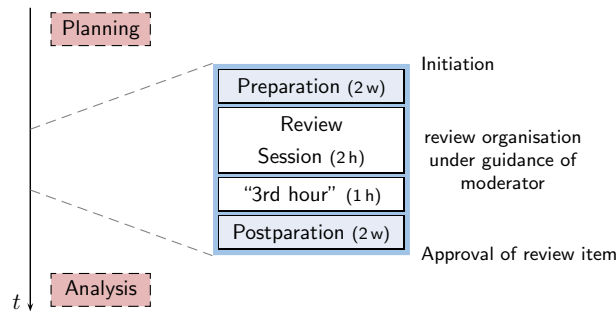 Planning
Initiation
Preparation (2 w)
Review
Session (2 h)
review organisation
under guidance of
moderator
“3rd hour” (1 h)
Postparation (2 w)
Approval of review item
Analysis
t